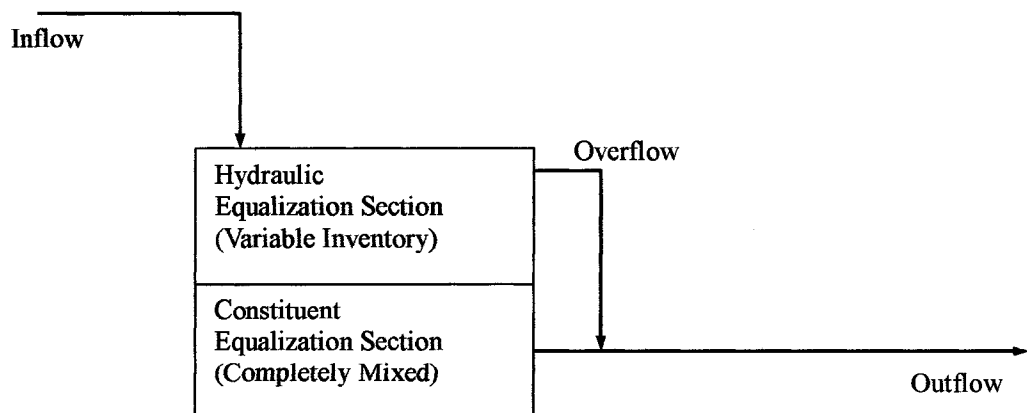 Inflow
Overflow
Hydraulic
Equalization Section
(Variable Inventory)
Constituent
Equalization Section
(Completely Mixed)
Outflow